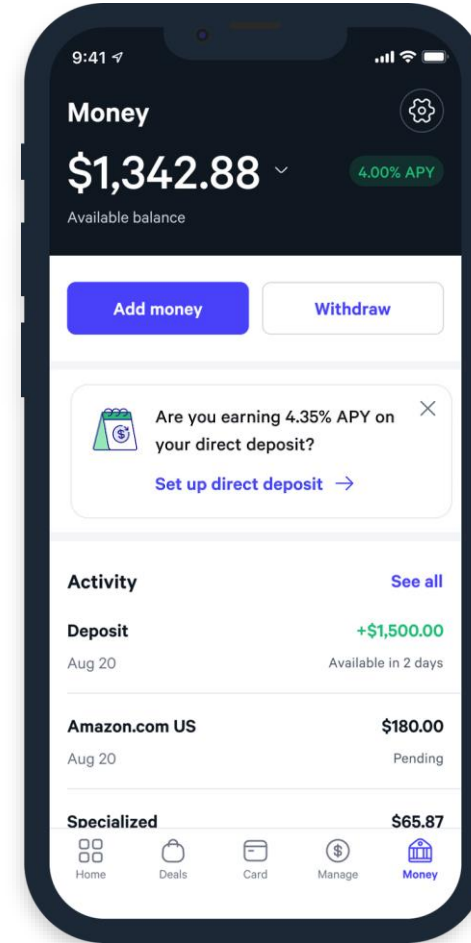 9:41
Money
$1,342.88
4.00% APY
Available balance
Add money
Withdraw
Are you earning 4.35% APY on
your direct deposit?
Set up direct deposit →
Activity
See all
Deposit
+$1,500.00
Aug 20
Available in 2 days
Amazon.com US
$180.00
Aug 20
Pending
Specialized
$65.87
Home
Deals
Card
Manage
Money